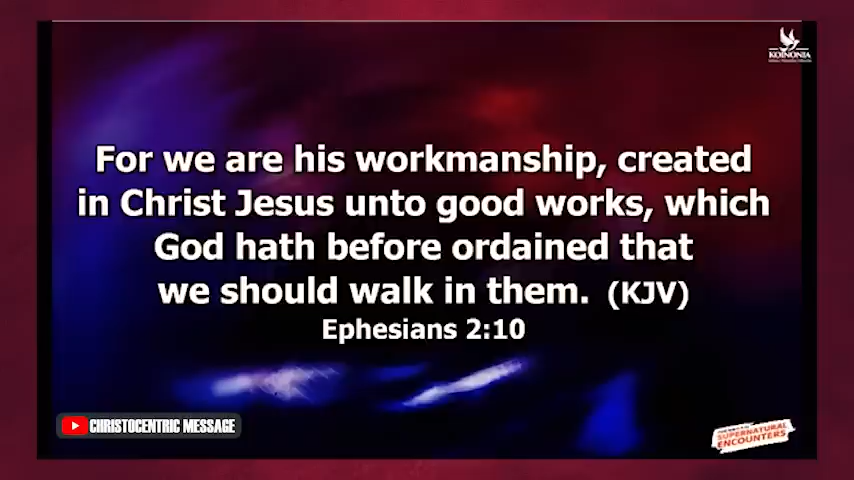 KOINONIA
For we are his workmanship, created
in Christ Jesus unto good works, which
God hath before ordained that
we should walk in them. (KJV)
Ephesians 2:10
CHRISTOCENTRIC MESSAGE
SUPERNATURAL
ENCOUNTERS